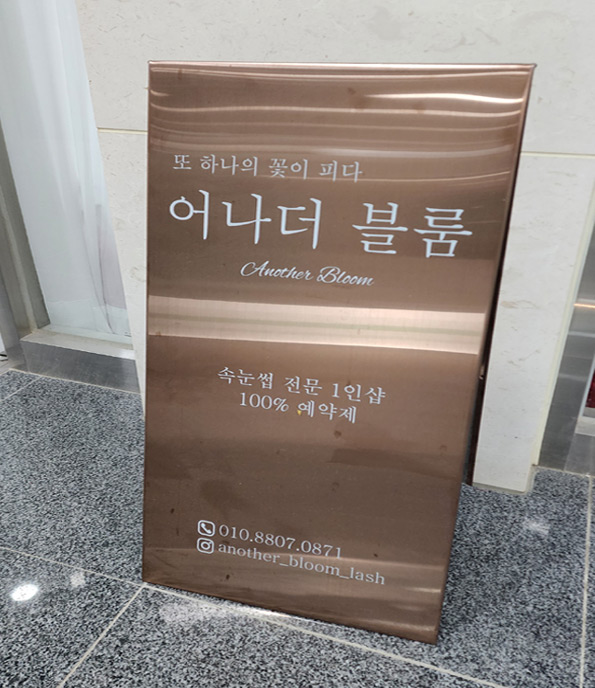 또 하나의 꽃이 피다
어나더 블룸
Another Bloom
속눈썹 전문 1인샵
100% 예약제
010.8807.0871
another_bloom_lash